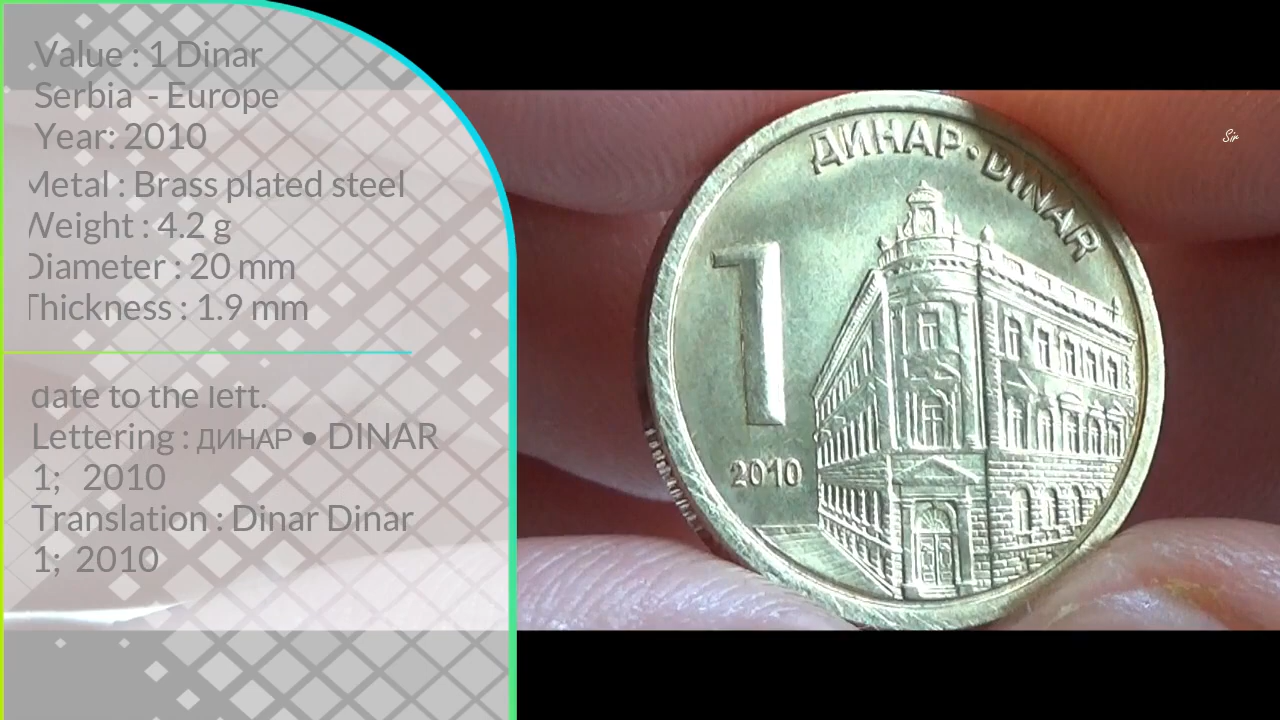 Value : 1 Dinar
Serbia - Europe
Year: 2010
Metal : Brass plated steel
Weight : 4.2 g
Diameter : 20 mm
Thickness : 1.9 mm
date to the left.
Lettering : ДИНАР ● DINAR
1; 2010
Translation : Dinar Dinar
1; 2010
ДИНАР • DINAR
1
2010
Sir